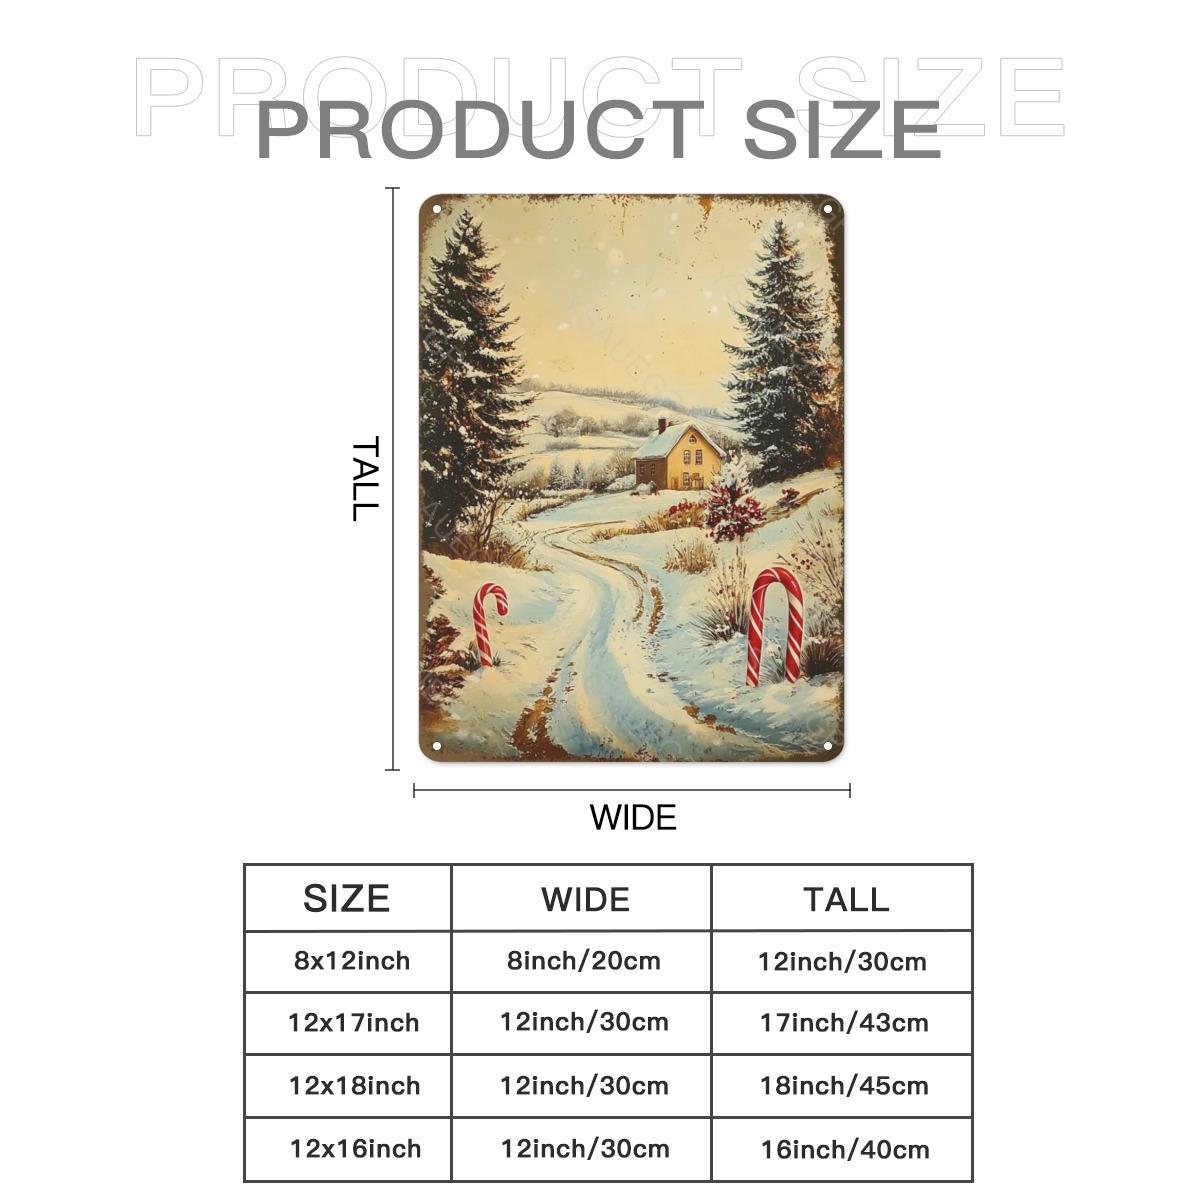 PRODUCT SIZE
PRODUCT SIZE
TALL
WIDE
SIZE WIDE TALL
8x12inch 8inch/20cm 12inch/30cm
12x17inch 12inch/30cm 17inch/43cm
12x18inch 12inch/30cm 18inch/45cm
12x16inch 12inch/30cm 16inch/40cm